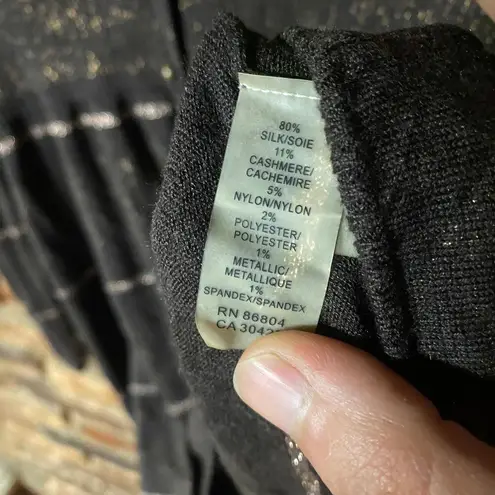 80%
SILK/SOIE
11%
CASHMERE/
CACHEMIRE
5%
NYLON/NYLON
2%
POLYESTER/
POLYESTER
1%
METALLIC/
METALLIQUE
1%
SPANDEX/SPANDEX
RN 86804
CA